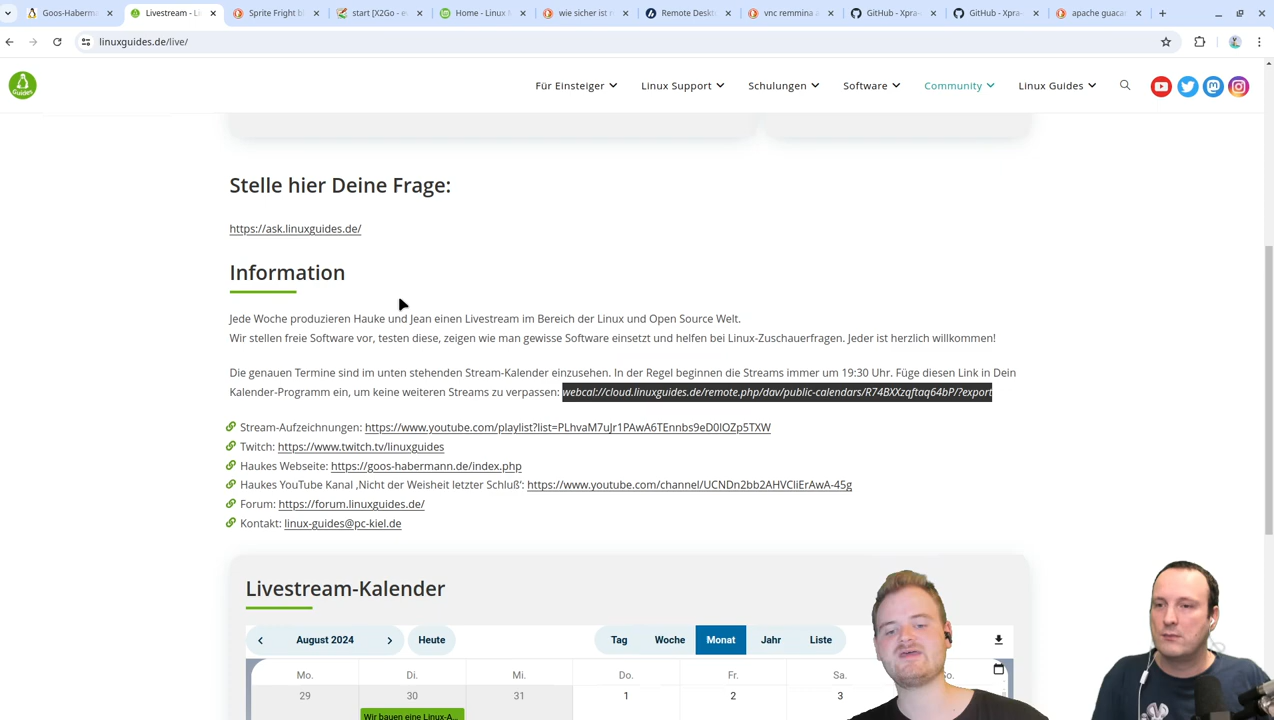 Goos-Haberm
Livestream - Li
Sprite Fright bl
start [X2Go - ev
Home - Linux M
wie sicher ist r
Remote Deskt
vnc remmina a
GitHub - Xpra-
GitHub - Xpra-
apache guacar
linuxguides.de/live/
Guides
Für Einsteiger
Linux Support
Schulungen
Software
Community
Linux Guides
Stelle hier Deine Frage:
https://ask.linuxguides.de/
Information
Jede Woche produzieren Hauke und Jean einen Livestream im Bereich der Linux und Open Source Welt.
Wir stellen freie Software vor, testen diese, zeigen wie man gewisse Software einsetzt und helfen bei Linux-Zuschauerfragen. Jeder ist herzlich willkommen!
Die genauen Termine sind im unten stehenden Stream-Kalender einzusehen. In der Regel beginnen die Streams immer um 19:30 Uhr. Füge diesen Link in Dein
Kalender-Programm ein, um keine weiteren Streams zu verpassen: webcal://cloud.linuxguides.de/remote.php/dav/public-calendars/R74BXXzqftaq64bP/?export
Stream-Aufzeichnungen: https://www.youtube.com/playlist?list=PLhvaM7uJr1PAwA6TEnnbs9eD0IOZp5TXW
Twitch: https://www.twitch.tv/linuxguides
Haukes Webseite: https://goos-habermann.de/index.php
Haukes YouTube Kanal ‚Nicht der Weisheit letzter Schluß‘: https://www.youtube.com/channel/UCNDn2bb2AHVCIiErAwA-45g
Forum: https://forum.linuxguides.de/
Kontakt: linux-guides@pc-kiel.de
Livestream-Kalender
August 2024
Heute
Tag
Woche
Monat
Jahr
Liste
Mo.
Di.
Mi.
Do.
Fr.
Sa.
So.
29
30
31
1
2
3
Wir bauen eine Linux-A...